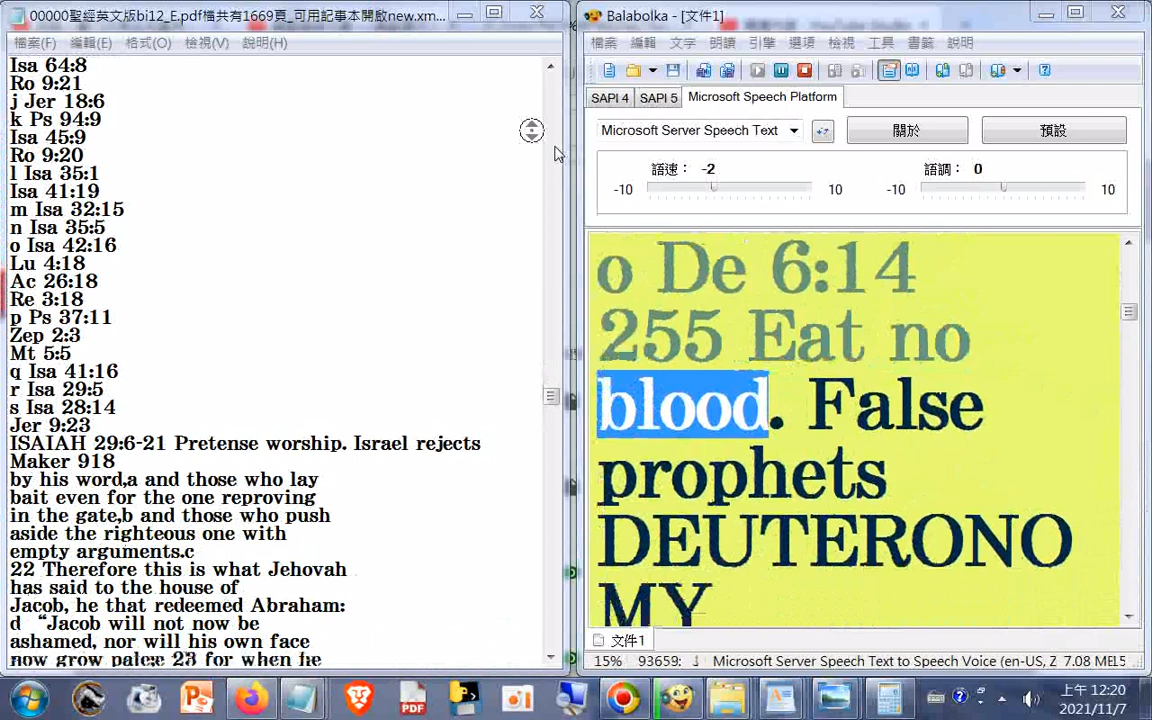 00000聖經英文版bi12_E.pdf檔共有1669頁_可用記事本開啟new.xm...
檔案(F) 編輯(E) 格式(O) 檢視(V) 說明(H)
Isa 64:8
Ro 9:21
j Jer 18:6
k Ps 94:9
Isa 45:9
Ro 9:20
l Isa 35:1
Isa 41:19
m Isa 32:15
n Isa 35:5
o Isa 42:16
Lu 4:18
Ac 26:18
Re 3:18
p Ps 37:11
Zep 2:3
Mt 5:5
q Isa 41:16
r Isa 29:5
s Isa 28:14
Jer 9:23
ISAIAH 29:6-21 Pretense worship. Israel rejects
Maker 918
by his word,a and those who lay
bait even for the one reproving
in the gate,b and those who push
aside the righteous one with
empty arguments.c
22 Therefore this is what Jehovah
has said to the house of
Jacob, he that redeemed Abraham:
d “Jacob will not now be
ashamed, nor will his own face
now grow pale;e 23 for when he
Balabolka - [文件1]
檔案 編輯 文字 朗讀 引擎 選項 檢視 工具 書籤 說明
SAPI 4 SAPI 5 Microsoft Speech Platform
Microsoft Server Speech Text 關於 預設
語速： -2 語調： 0
-10 10 -10 10
o De 6:14
255 Eat no
blood. False
prophets
DEUTERONO
MY
文件1
15% 93659: Microsoft Server Speech Text to Speech Voice (en-US, Z 7.08 МБ
上午 12:20
2021/11/7